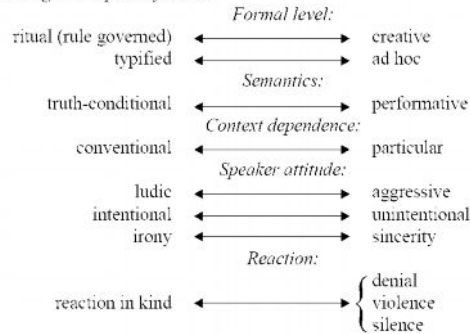 Formal level:
ritual (rule governed) creative
typified ad hoc
Semantics:
truth-conditional performative
Context dependence:
conventional particular
Speaker attitude:
ludic aggressive
intentional unintentional
irony sincerity
Reaction:
denial
reaction in kind violence
silence